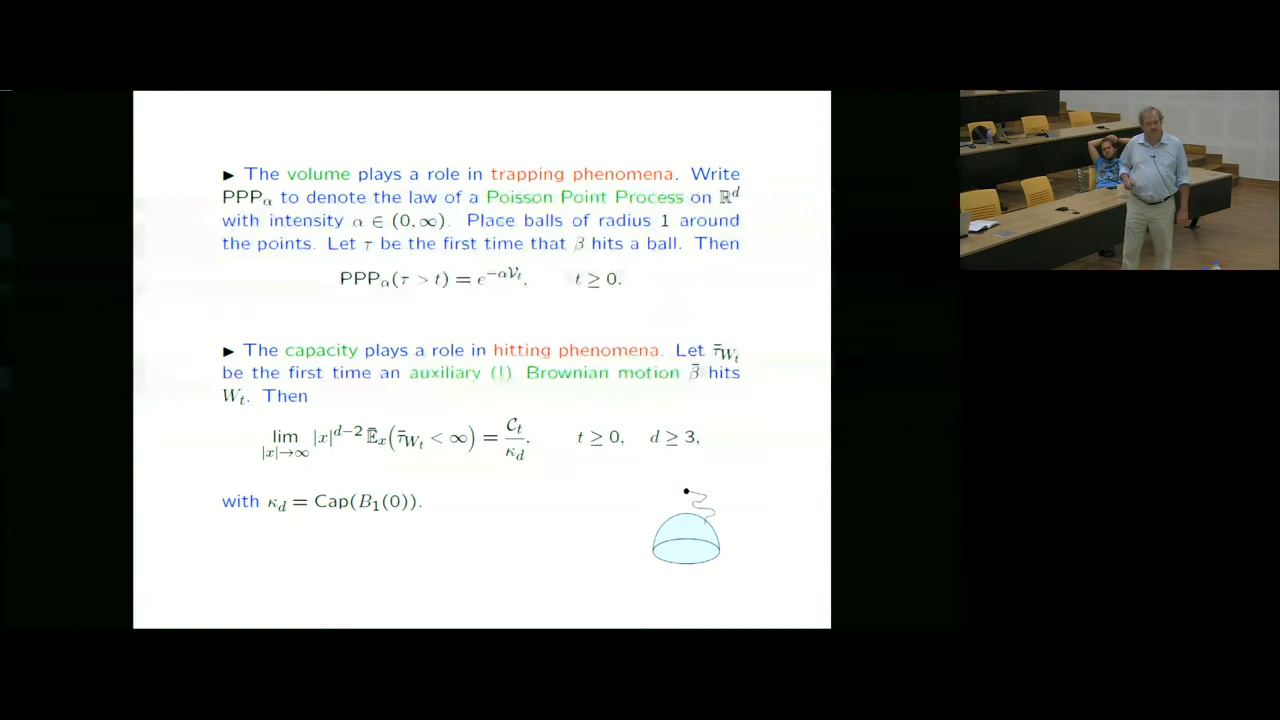 ► The volume plays a role in trapping phenomena. Write
PPPα to denote the law of a Poisson Point Process on ℝ^d
with intensity α ∈ (0, ∞). Place balls of radius 1 around
the points. Let τ be the first time that β hits a ball. Then
PPPα(τ > t) = e^{−α𝒱_t}, t ≥ 0.
► The capacity plays a role in hitting phenomena. Let τ̄_{W_t}
be the first time an auxiliary (!) Brownian motion β̄ hits
W_t. Then
lim_{|x|→∞} |x|^{d−2} 𝔼̄_x(τ̄_{W_t} < ∞) = 𝒞_t / κ_d, t ≥ 0, d ≥ 3,
with κ_d = Cap(B_1(0)).